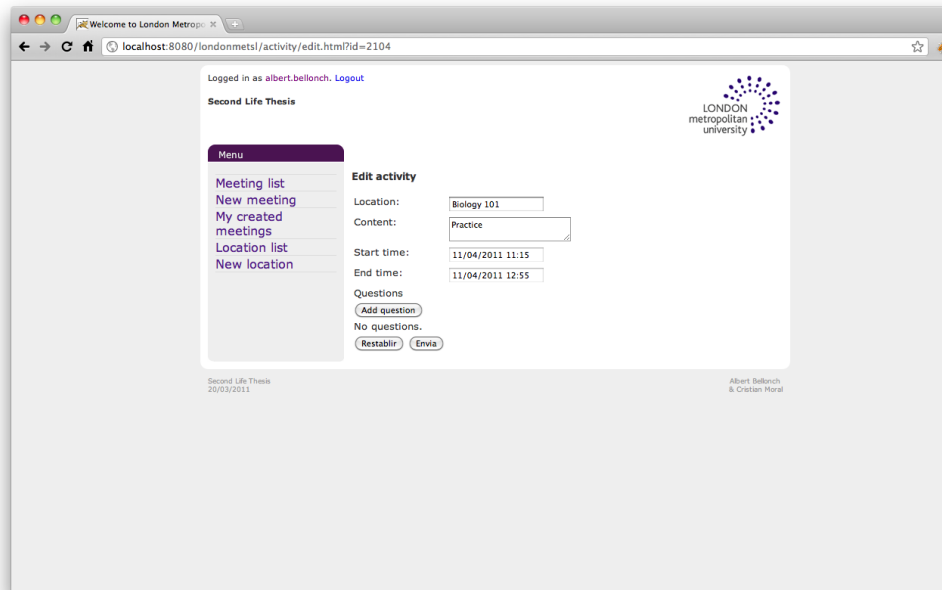 Welcome to London Metropo
localhost:8080/londonmetsl/activity/edit.html?id=2104
Logged in as albert.bellonch. Logout
Second Life Thesis
LONDON
metropolitan
university
Menu
Meeting list
New meeting
My created
meetings
Location list
New location
Edit activity
Location: Biology 101
Content: Practice
Start time: 11/04/2011 11:15
End time: 11/04/2011 12:55
Questions
Add question
No questions.
Restablir Envia
Second Life Thesis
20/03/2011
Albert Bellonch
& Cristian Moral